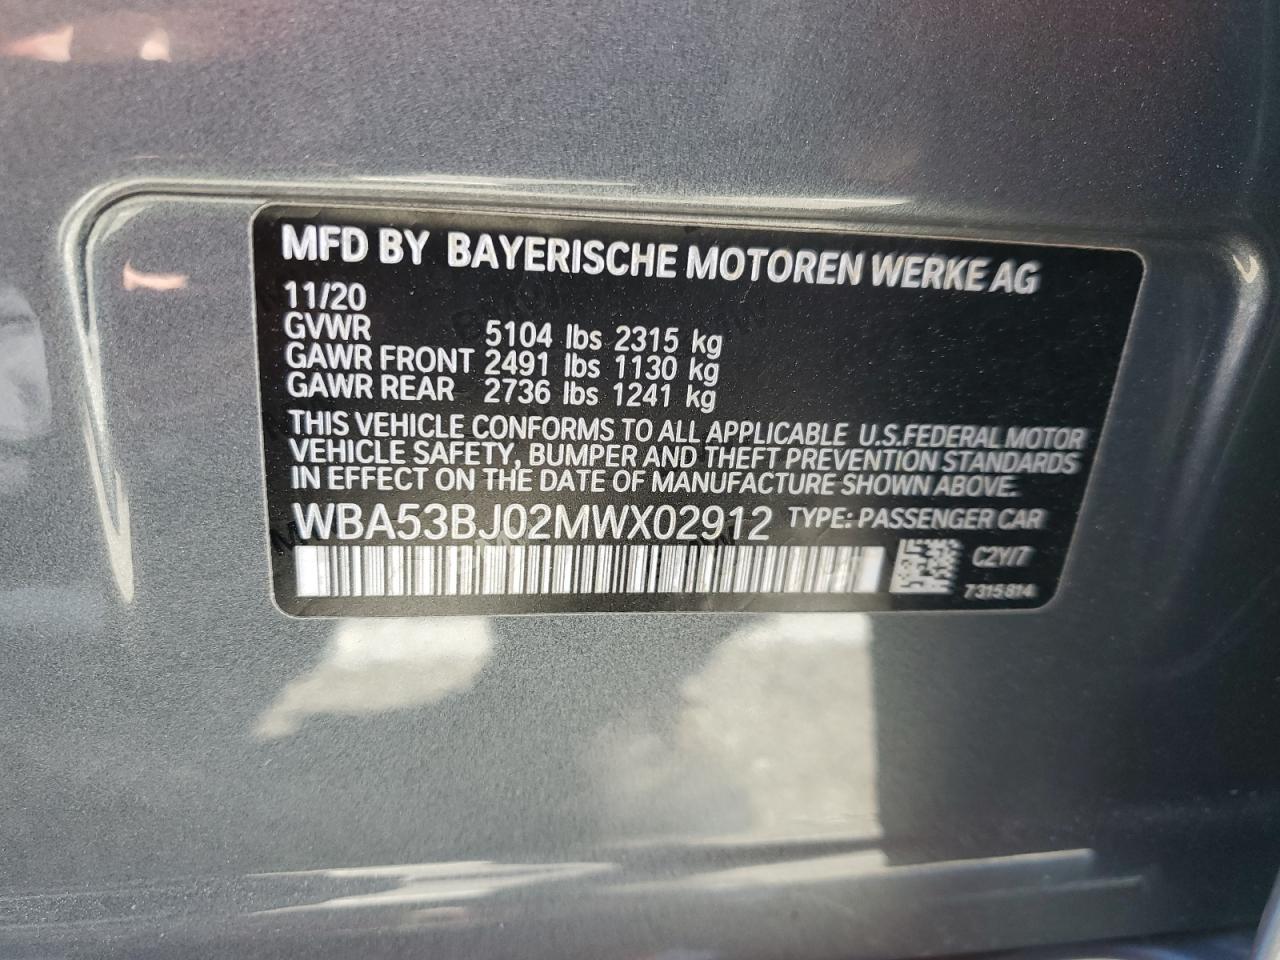 MFD BY BAYERISCHE MOTOREN WERKE AG
11/20
GVWR 5104 lbs 2315 kg
GAWR FRONT 2491 lbs 1130 kg
GAWR REAR 2736 lbs 1241 kg
THIS VEHICLE CONFORMS TO ALL APPLICABLE U.S.FEDERAL MOTOR
VEHICLE SAFETY, BUMPER AND THEFT PREVENTION STANDARDS
IN EFFECT ON THE DATE OF MANUFACTURE SHOWN ABOVE.
WBA53BJ02MWX02912 TYPE: PASSENGER CAR
C2Y/7
7315814